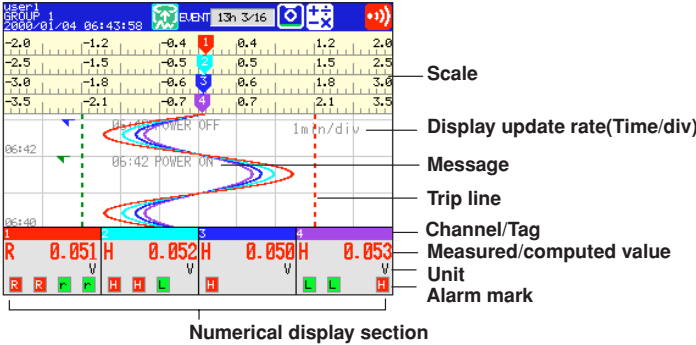 user1
GROUP 1
2000/01/04 06:43:58 EVENT 13h 3/16
-2.0 -1.2 -0.4 1 0.4 1.2 2.0
-2.5 -1.5 -0.5 2 0.5 1.5 2.5
-3.0 -1.8 -0.6 3 0.6 1.8 3.0
-3.5 -2.1 -0.7 4 0.7 2.1 3.5
Scale
POWER OFF 1min/div
Display update rate(Time/div)
06:42
06:42 POWER ON
Message
Trip line
06:40
1 2 3 4
Channel/Tag
R 0.051 H 0.052 H 0.050 H 0.053
Measured/computed value
V V V V
Unit
R R r r H H L H L L H
Alarm mark
Numerical display section